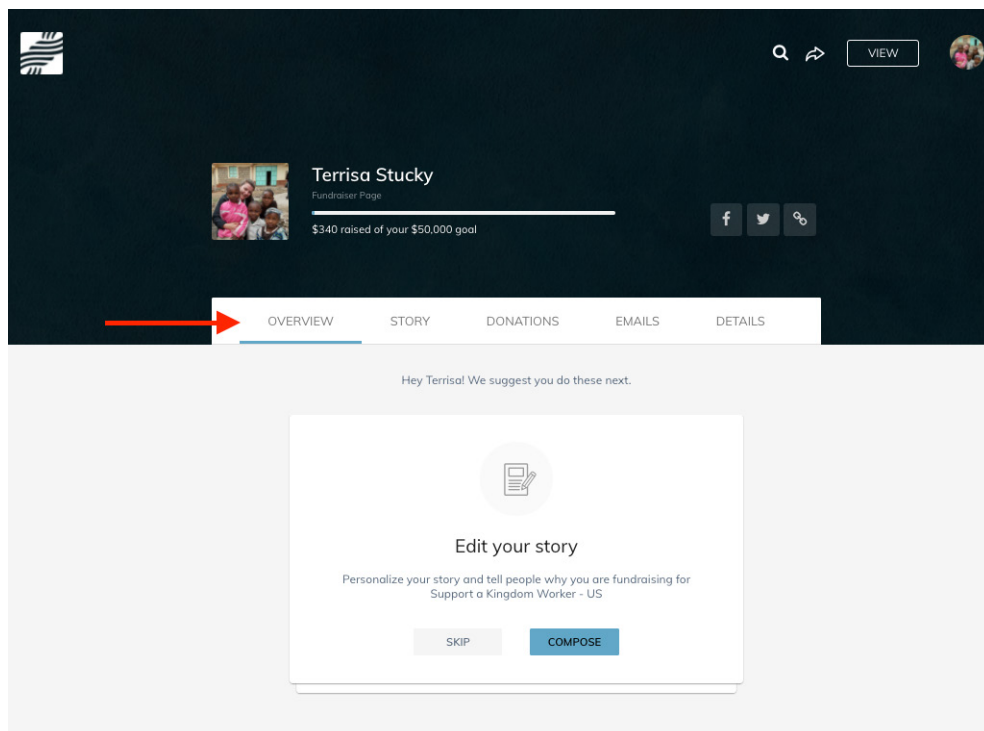 VIEW
Terrisa Stucky
Fundraiser Page
$340 raised of your $50,000 goal
OVERVIEW STORY DONATIONS EMAILS DETAILS
Hey Terrisa! We suggest you do these next.
Edit your story
Personalize your story and tell people why you are fundraising for
Support a Kingdom Worker - US
SKIP COMPOSE